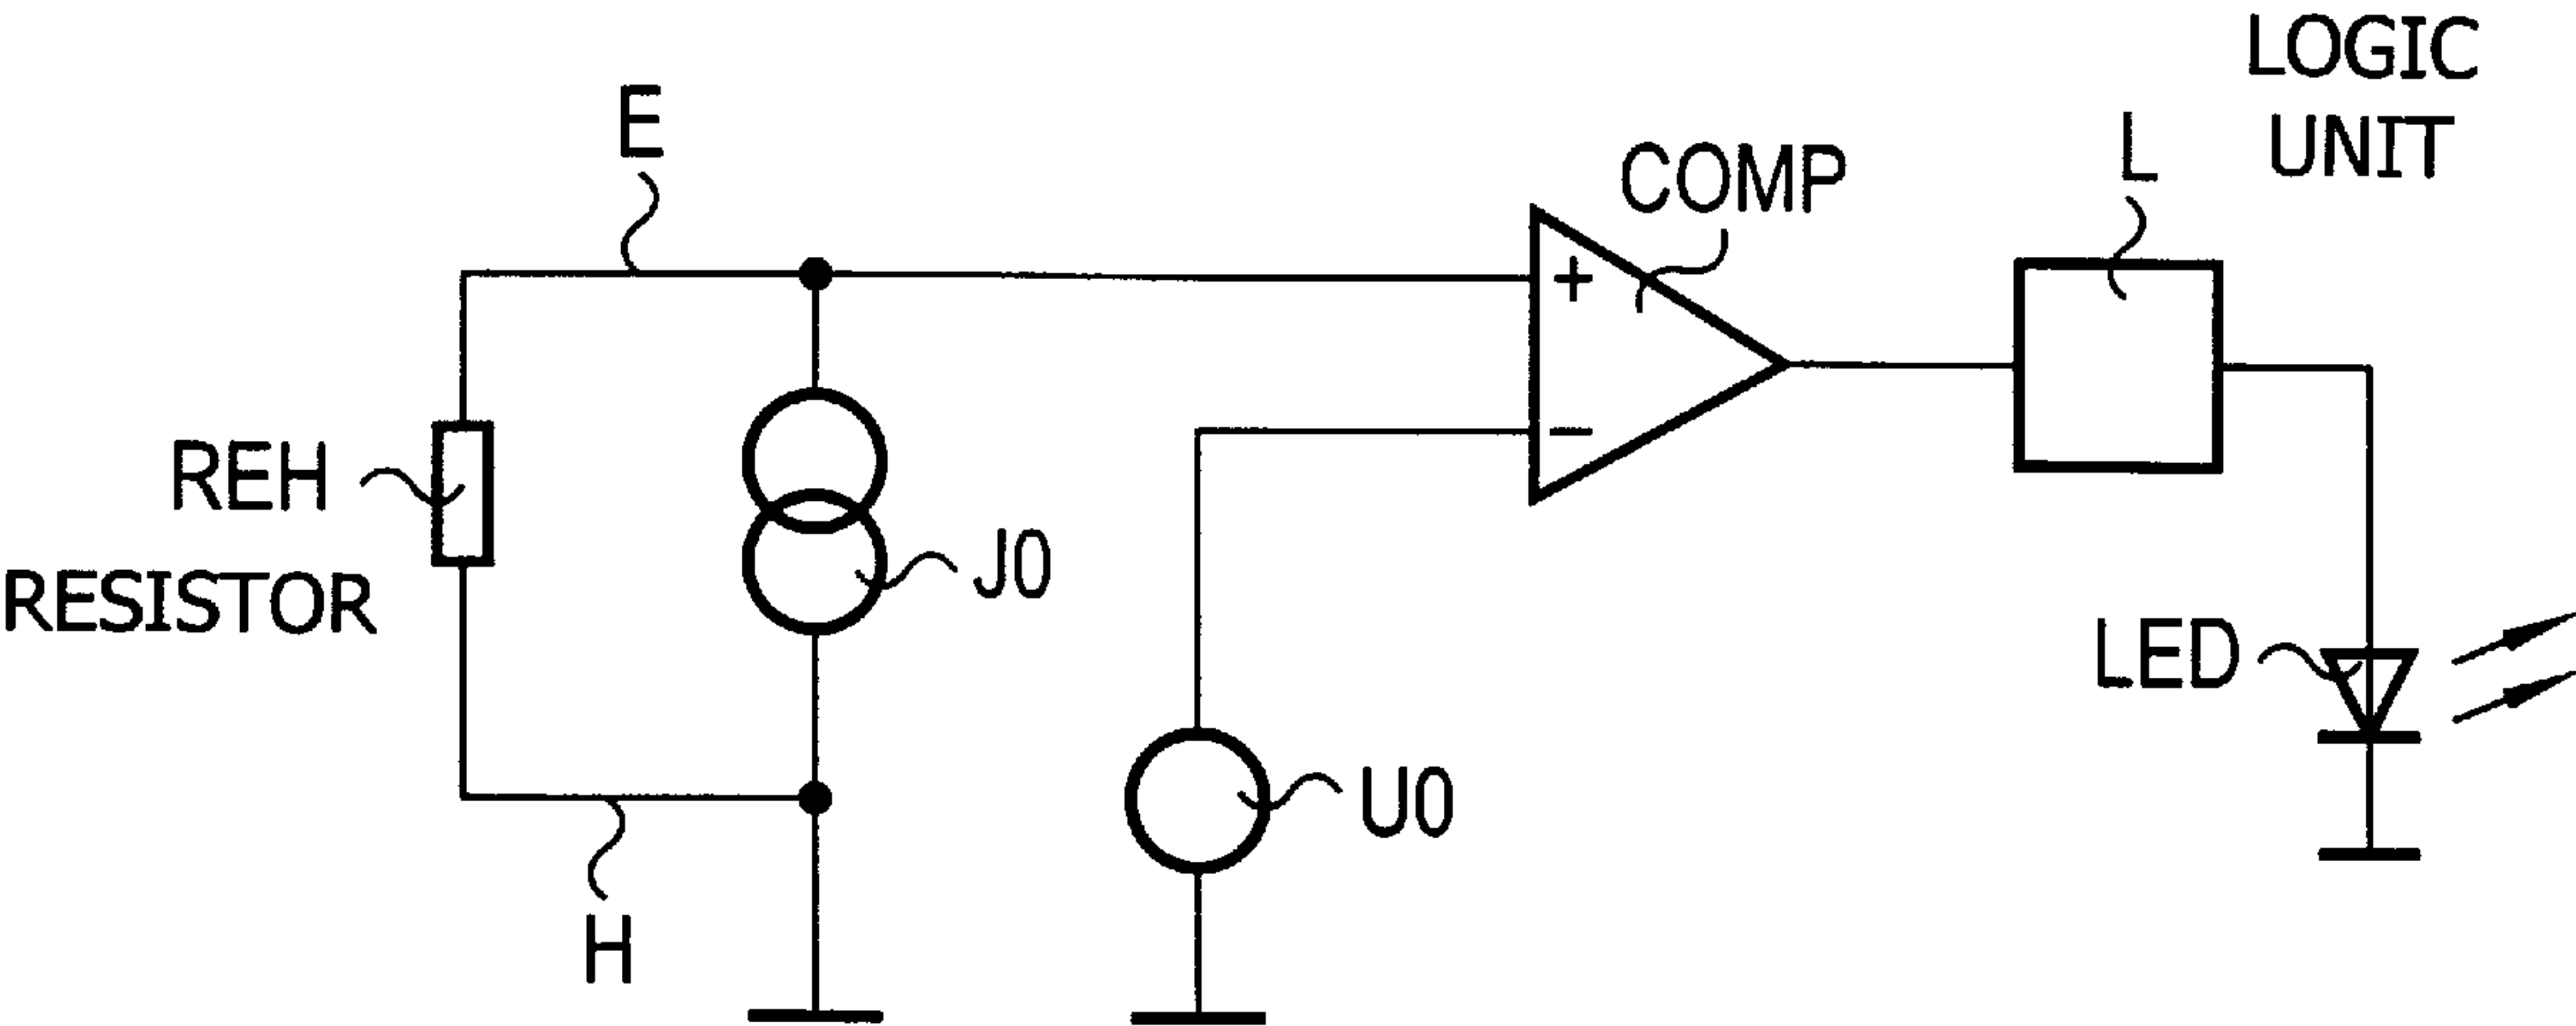 LOGIC
UNIT
E
COMP
L
+
−
REH
RESISTOR
J0
LED
U0
H